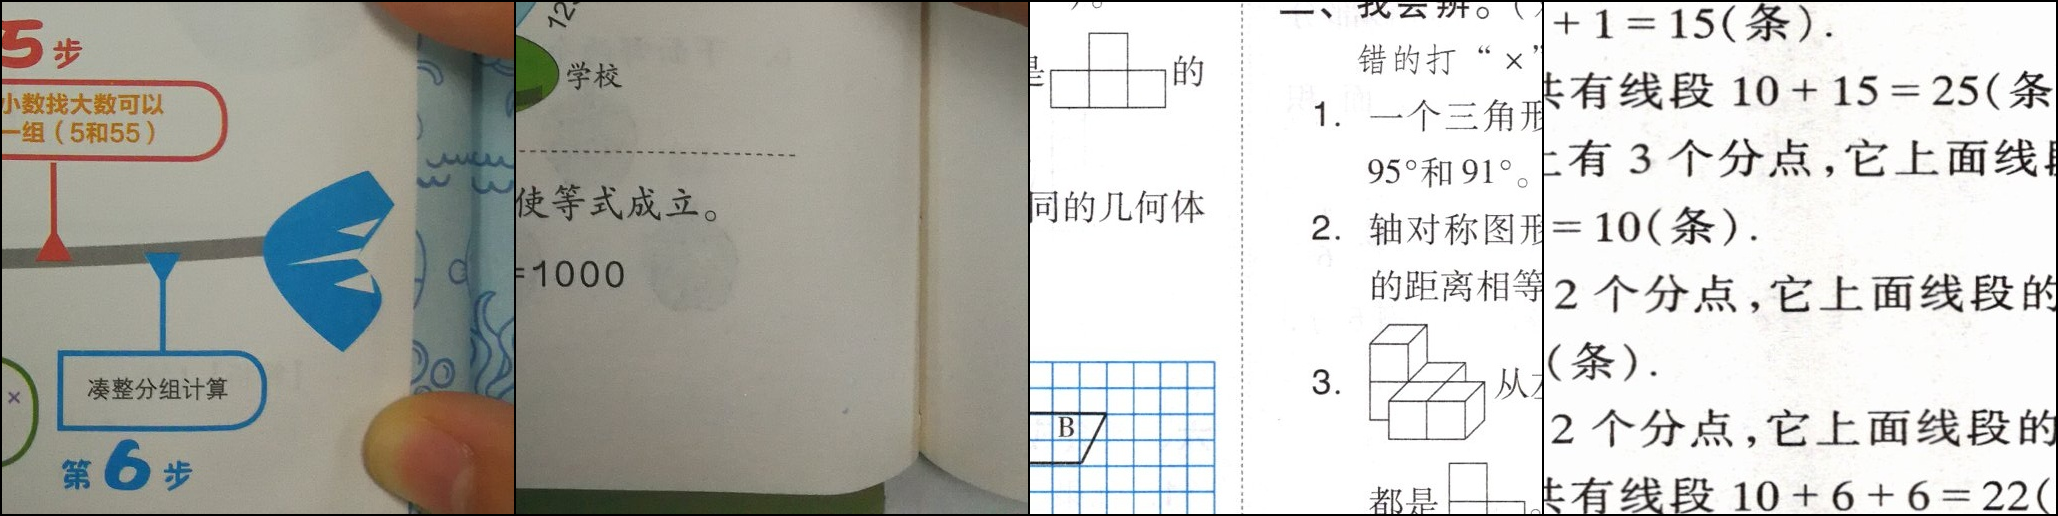 5步
小数找大数可以
一组（5和55）
×
凑整分组计算
第6步
12
学校
使等式成立。
=1000
是
的
同的几何体
B
二、我会辨。（
错的打“×”
1. 一个三角形
95°和91°。
2. 轴对称图形
的距离相等
3.
从
都是
+1=15(条).
共有线段10+15=25(条
上有3个分点,它上面线段
=10(条).
2个分点,它上面线段的
(条).
2个分点,它上面线段的
共有线段10+6+6=22(